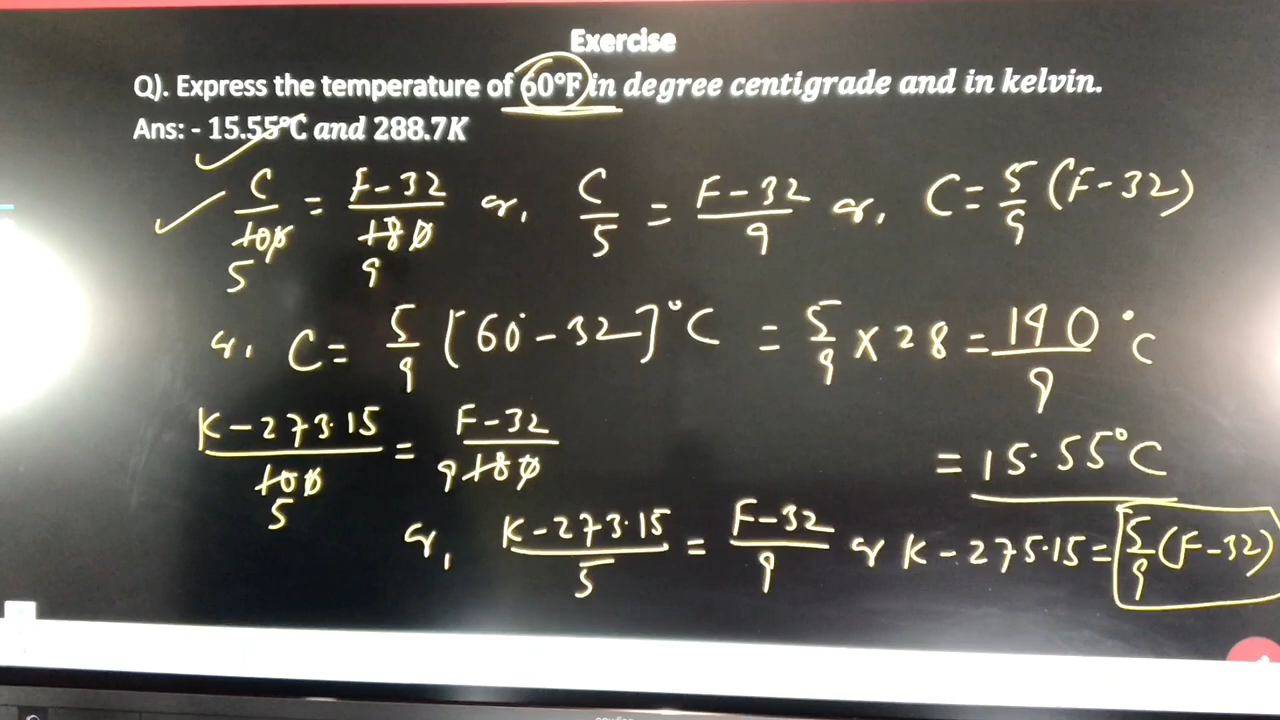 Exercise
Q). Express the temperature of 60°F in degree centigrade and in kelvin.
Ans: - 15.55°C and 288.7K
C/100 5 = F-32/180 9 or, C/5 = F-32/9 or, C = 5/9 (F-32)
or, C = 5/9 [60-32]°C = 5/9 × 28 = 190/9 °C
K-273.15/100 5 = F-32/9 180
= 15.55°C
or, K-273.15/5 = F-32/9 or K-275.15 = 5/9 (F-32)